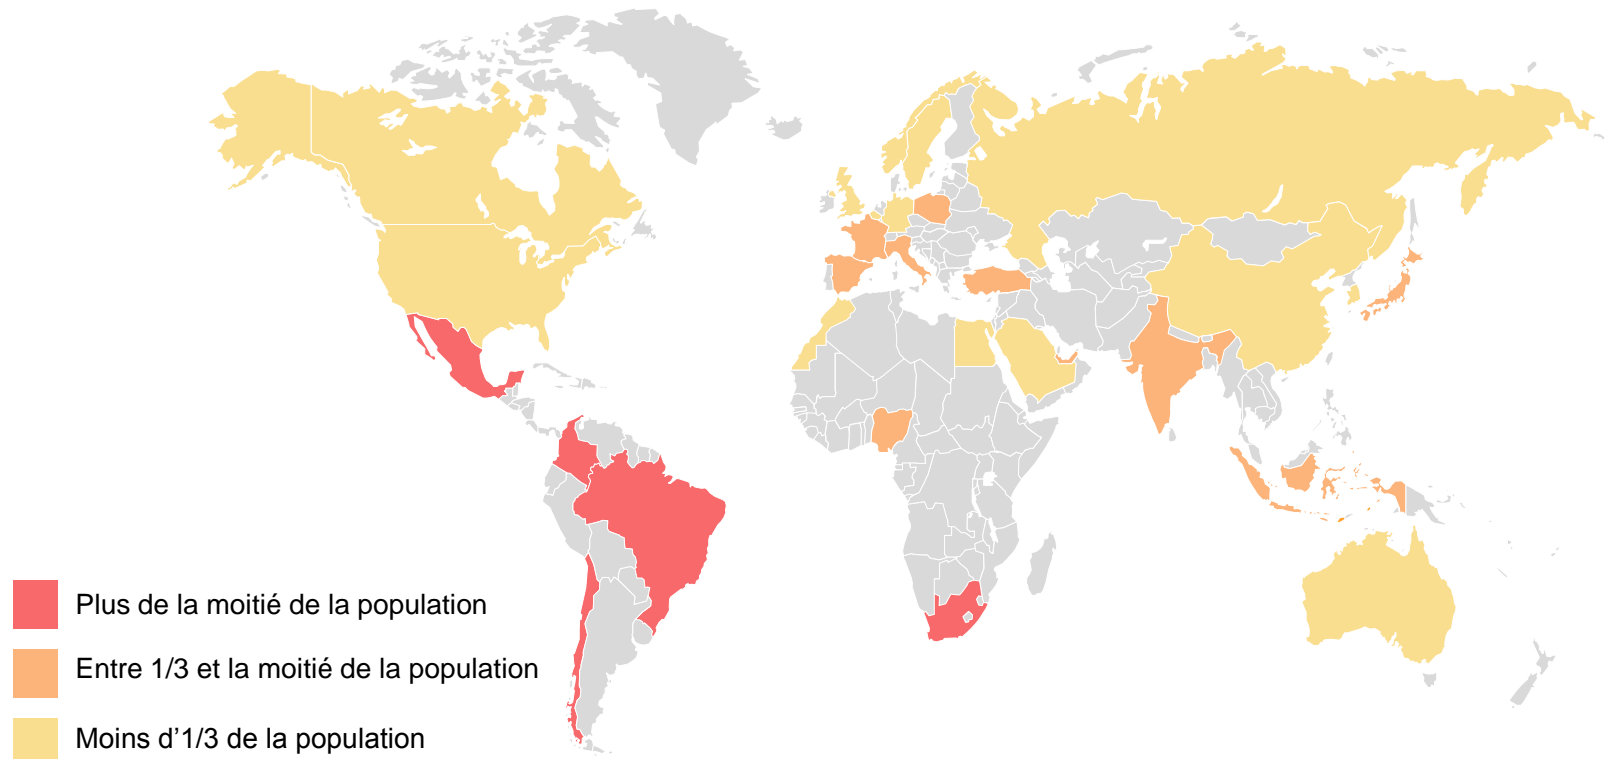 Plus de la moitié de la population
Entre 1/3 et la moitié de la population
Moins d’1/3 de la population